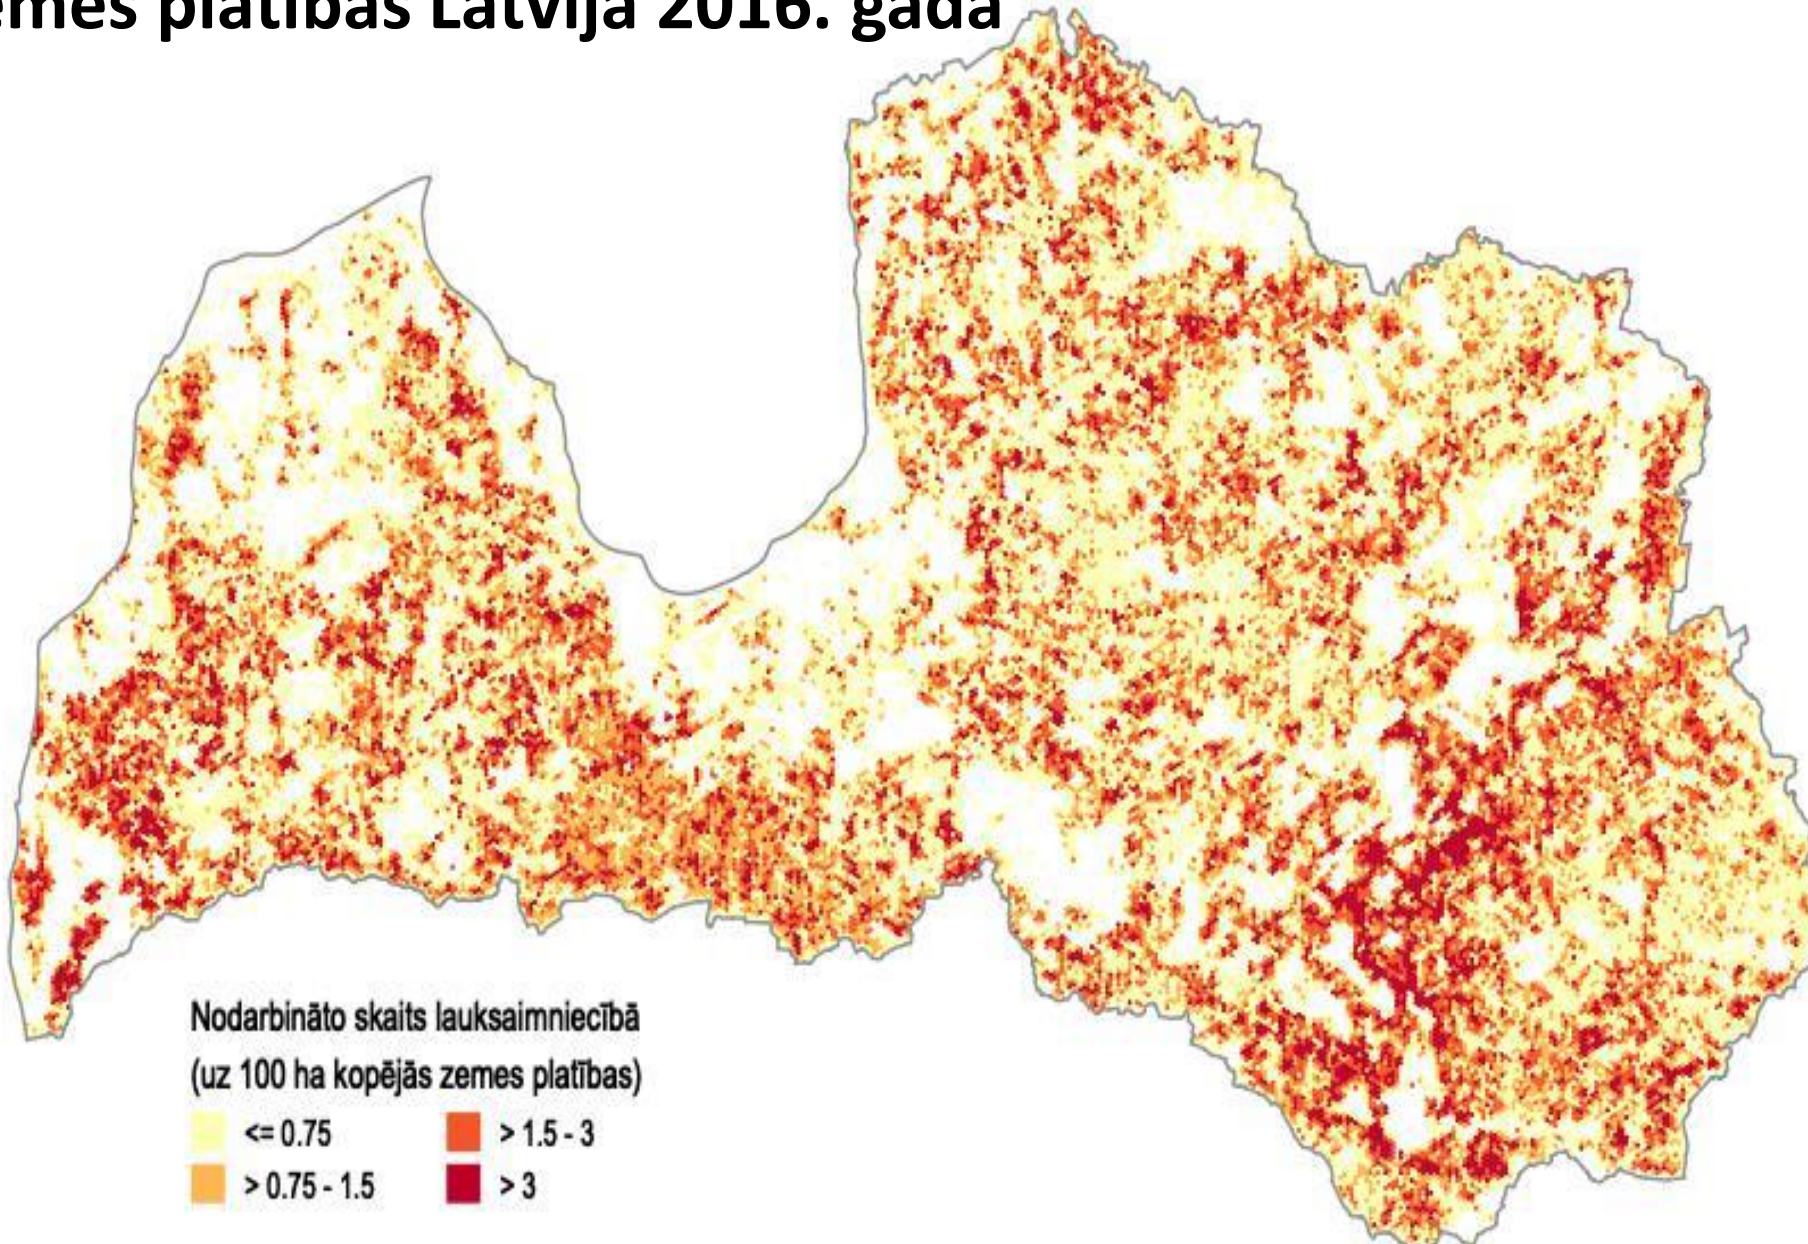 emes platības Latvijā 2016. gadā
Nodarbināto skaits lauksaimniecībā
(uz 100 ha kopējās zemes platības)
<= 0.75
> 1.5 - 3
> 0.75 - 1.5
> 3